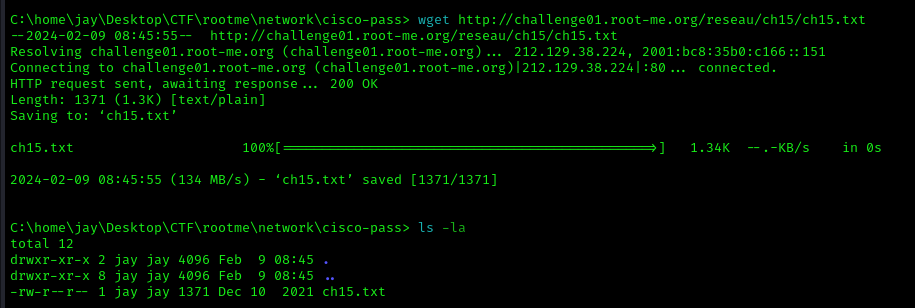 C:\home\jay\Desktop\CTF\rootme\network\cisco-pass> wget http://challenge01.root-me.org/reseau/ch15/ch15.txt
--2024-02-09 08:45:55--  http://challenge01.root-me.org/reseau/ch15/ch15.txt
Resolving challenge01.root-me.org (challenge01.root-me.org)... 212.129.38.224, 2001:bc8:35b0:c166::151
Connecting to challenge01.root-me.org (challenge01.root-me.org)|212.129.38.224|:80... connected.
HTTP request sent, awaiting response... 200 OK
Length: 1371 (1.3K) [text/plain]
Saving to: ‘ch15.txt’
ch15.txt                     100%[==============================================>]   1.34K  --.-KB/s    in 0s
2024-02-09 08:45:55 (134 MB/s) - ‘ch15.txt’ saved [1371/1371]
C:\home\jay\Desktop\CTF\rootme\network\cisco-pass> ls -la
total 12
drwxr-xr-x 2 jay jay 4096 Feb  9 08:45 .
drwxr-xr-x 8 jay jay 4096 Feb  9 08:45 ..
-rw-r--r-- 1 jay jay 1371 Dec 10  2021 ch15.txt